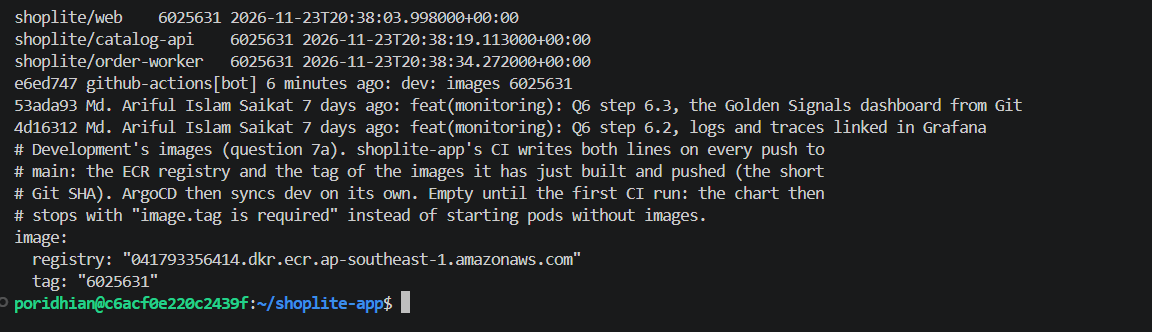 shoplite/web    6025631 2026-11-23T20:38:03.998000+00:00
shoplite/catalog-api    6025631 2026-11-23T20:38:19.113000+00:00
shoplite/order-worker   6025631 2026-11-23T20:38:34.272000+00:00
e6ed747 github-actions[bot] 6 minutes ago: dev: images 6025631
53ada93 Md. Ariful Islam Saikat 7 days ago: feat(monitoring): Q6 step 6.3, the Golden Signals dashboard from Git
4d16312 Md. Ariful Islam Saikat 7 days ago: feat(monitoring): Q6 step 6.2, logs and traces linked in Grafana
# Development's images (question 7a). shoplite-app's CI writes both lines on every push to
# main: the ECR registry and the tag of the images it has just built and pushed (the short
# Git SHA). ArgoCD then syncs dev on its own. Empty until the first CI run: the chart then
# stops with "image.tag is required" instead of starting pods without images.
image:
  registry: "041793356414.dkr.ecr.ap-southeast-1.amazonaws.com"
  tag: "6025631"
poridhian@c6acf0e220c2439f:~/shoplite-app$